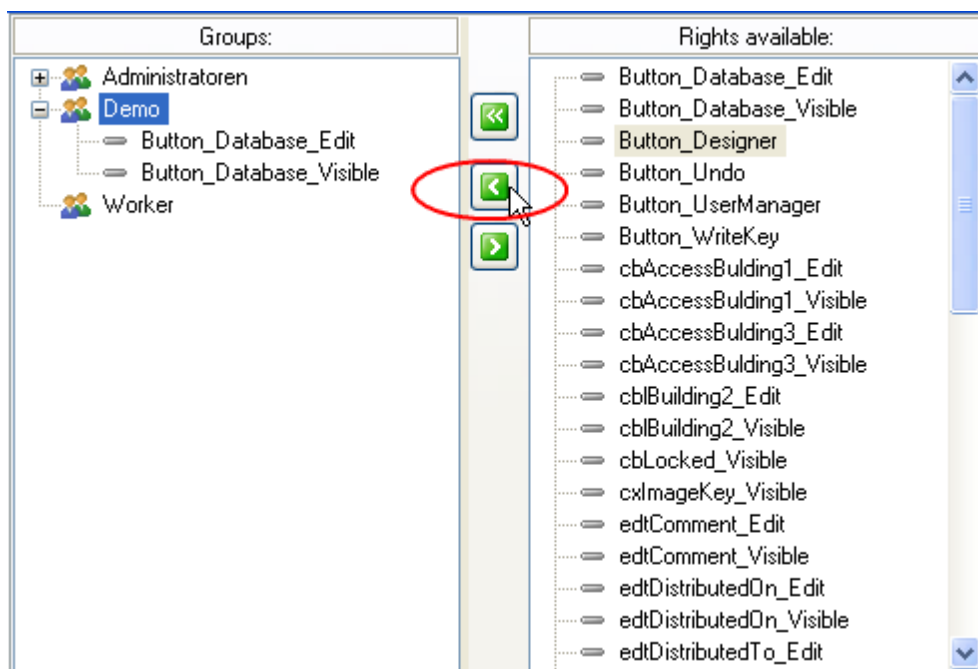 Groups:
Administratoren
Demo
Button_Database_Edit
Button_Database_Visible
Worker
Rights available:
Button_Database_Edit
Button_Database_Visible
Button_Designer
Button_Undo
Button_UserManager
Button_WriteKey
cbAccessBulding1_Edit
cbAccessBulding1_Visible
cbAccessBulding3_Edit
cbAccessBulding3_Visible
cblBuilding2_Edit
cblBuilding2_Visible
cbLocked_Visible
cxImageKey_Visible
edtComment_Edit
edtComment_Visible
edtDistributedOn_Edit
edtDistributedOn_Visible
edtDistributedTo_Edit